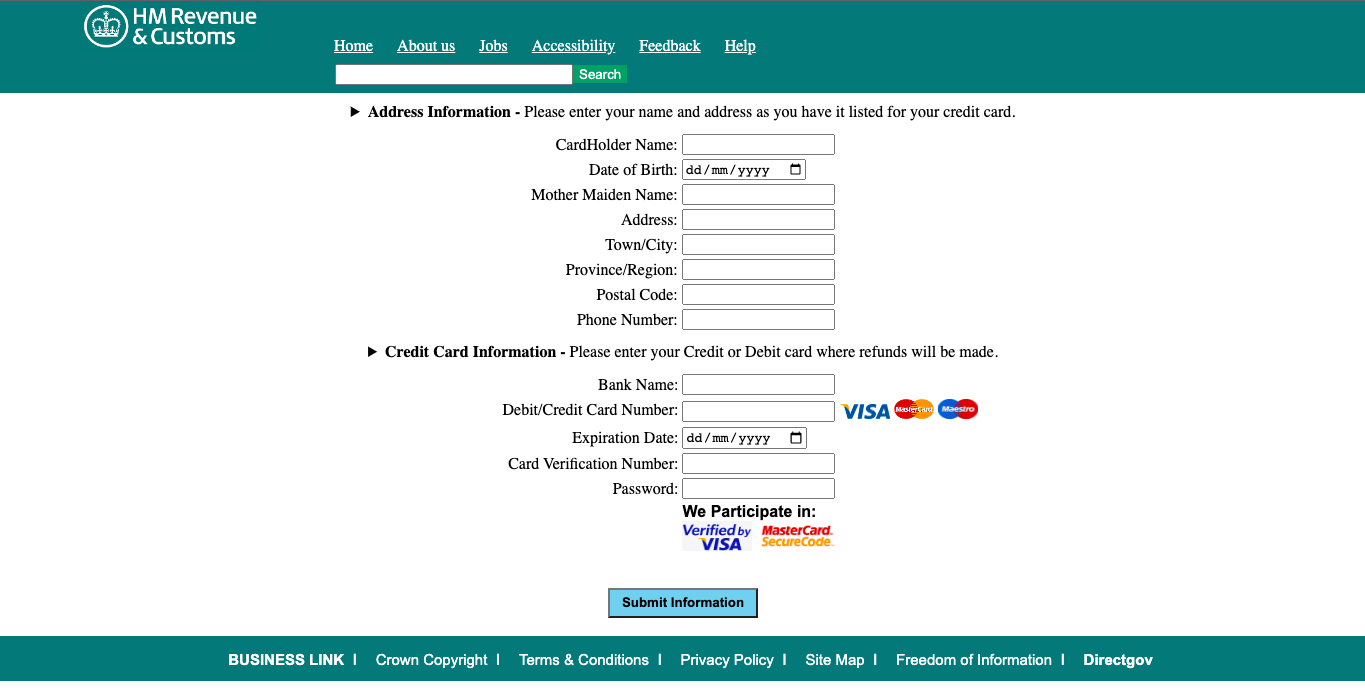 HM Revenue
& Customs
Home About us Jobs Accessibility Feedback Help
Search
Address Information - Please enter your name and address as you have it listed for your credit card.
CardHolder Name:
Date of Birth: dd/mm/yyyy
Mother Maiden Name:
Address:
Town/City:
Province/Region:
Postal Code:
Phone Number:
Credit Card Information - Please enter your Credit or Debit card where refunds will be made.
Bank Name:
Debit/Credit Card Number: VISA MasterCard Maestro
Expiration Date: dd/mm/yyyy
Card Verification Number:
Password:
We Participate in:
Verified by MasterCard.
VISA SecureCode.
Submit Information
BUSINESS LINK | Crown Copyright | Terms & Conditions | Privacy Policy | Site Map | Freedom of Information | Directgov